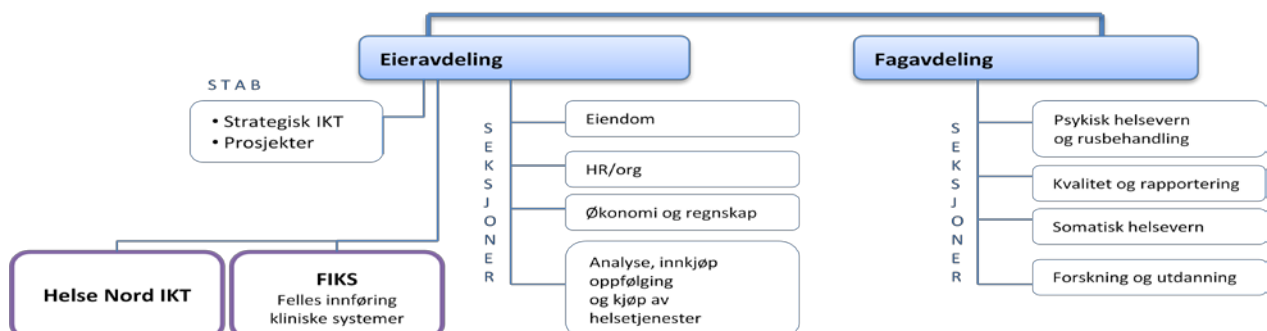 Eieravdeling
Fagavdeling
STAB
• Strategisk IKT
• Prosjekter
SEKSJONER
Eiendom
HR/org
Økonomi og regnskap
Analyse, innkjøp
oppfølging
og kjøp av
helsetjenester
Helse Nord IKT
FIKS
Felles innføring
kliniske systemer
SEKSJONER
Psykisk helsevern
og rusbehandling
Kvalitet og rapportering
Somatisk helsevern
Forskning og utdanning